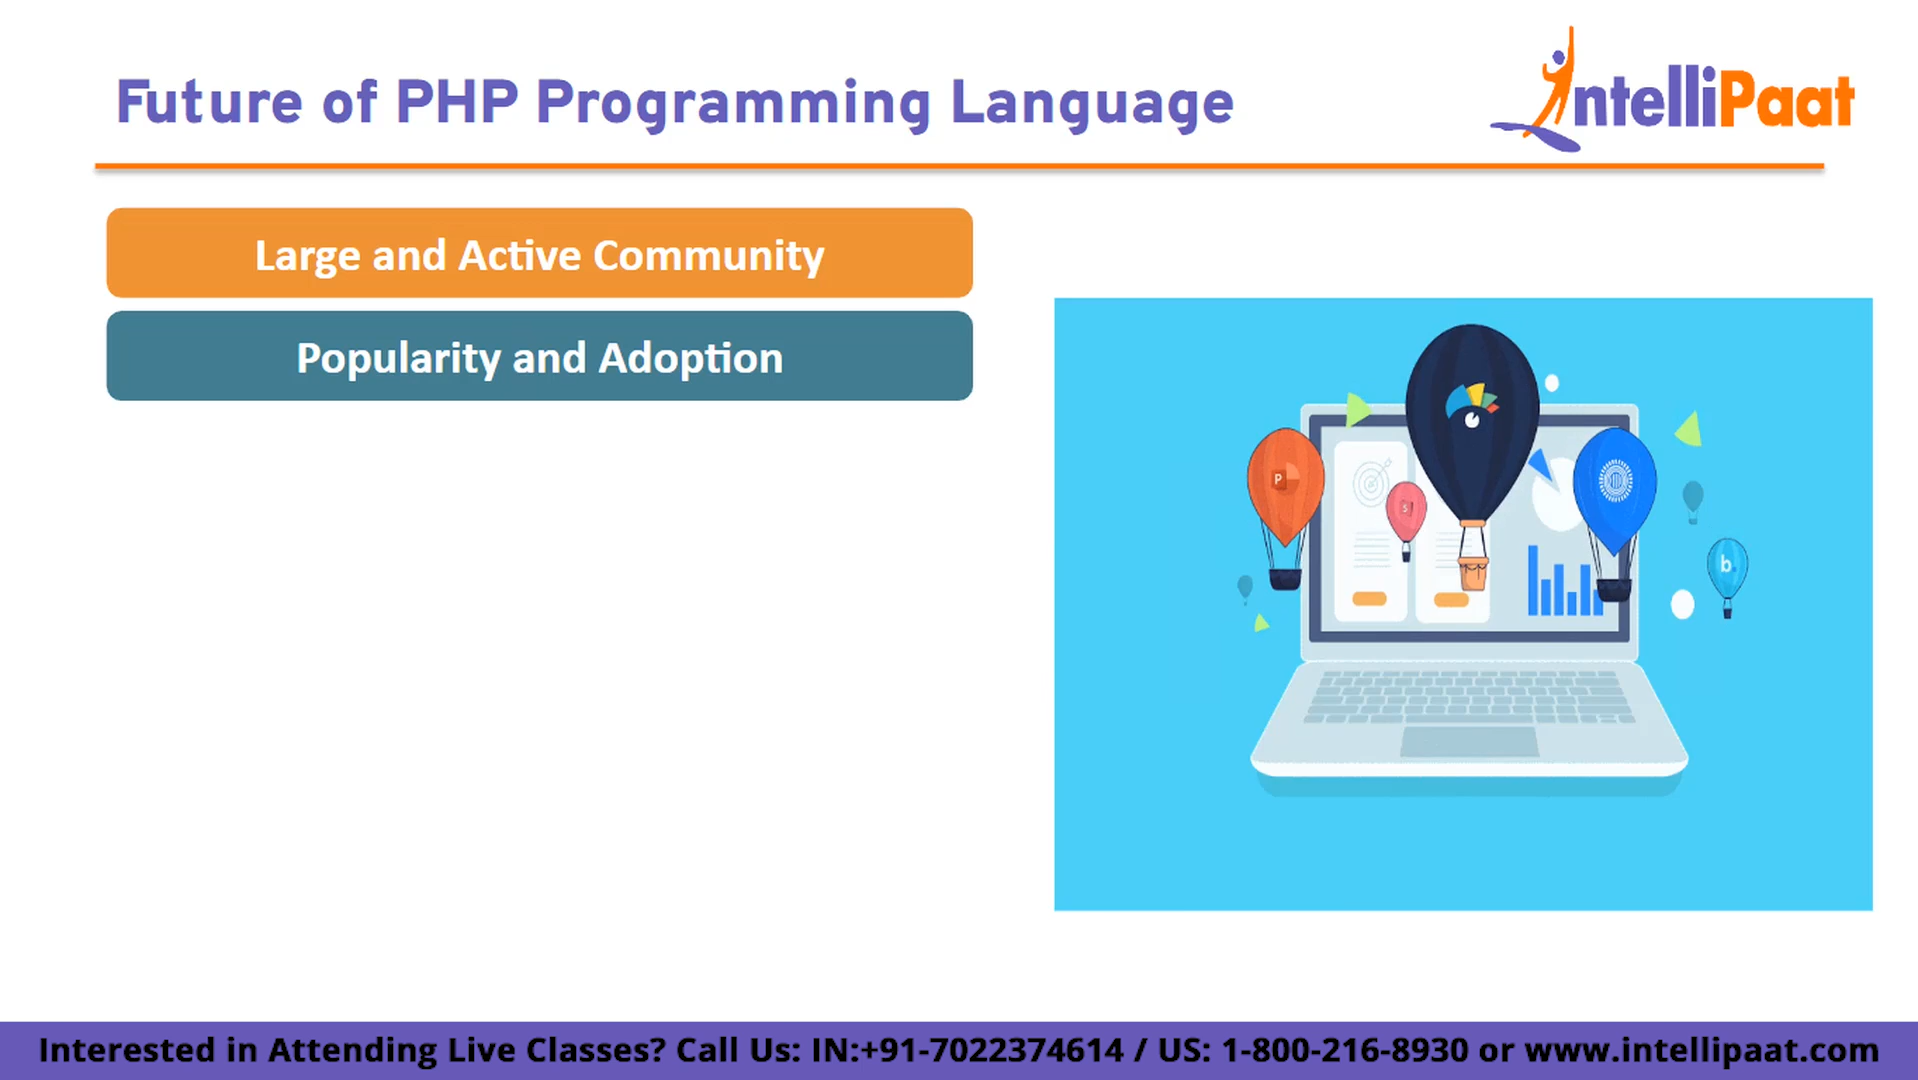 Future of PHP Programming Language
IntelliPaat
Large and Active Community
Popularity and Adoption
P
S
b.
Interested in Attending Live Classes? Call Us: IN:+91-7022374614 / US: 1-800-216-8930 or www.intellipaat.com